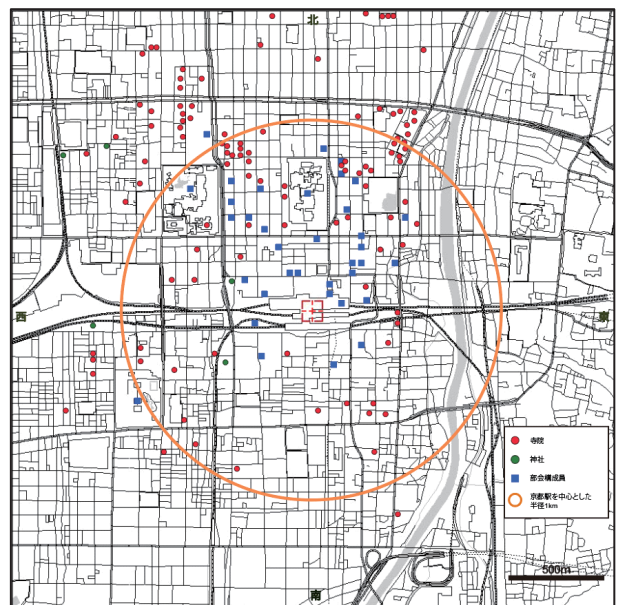 北
西
東
寺院
神社
部会構成員
京都駅を中心とした
半径1km
500m
南